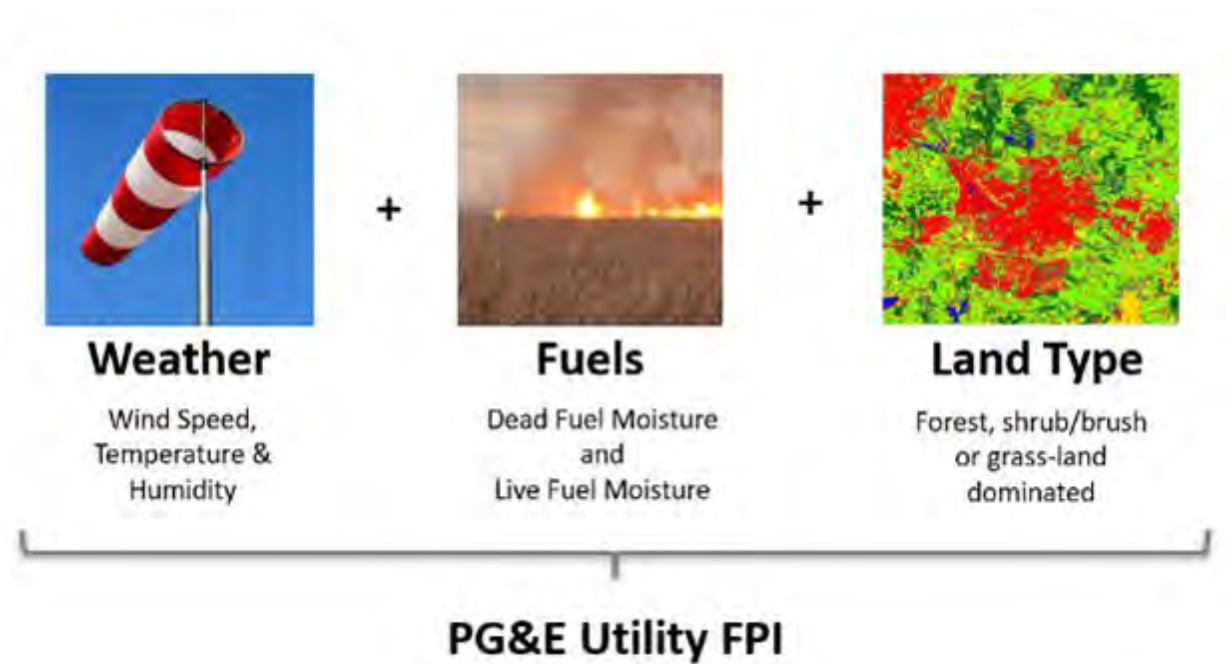 +
+
Weather
Fuels
Land Type
Wind Speed,
Temperature &
Humidity
Dead Fuel Moisture
and
Live Fuel Moisture
Forest, shrub/brush
or grass-land
dominated
PG&E Utility FPI